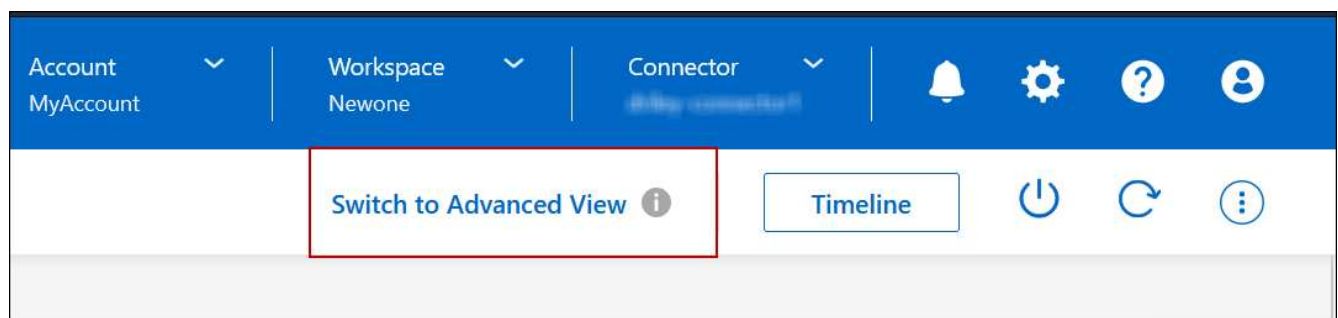 Account
MyAccount
Workspace
Newone
Connector
Switch to Advanced View
Timeline